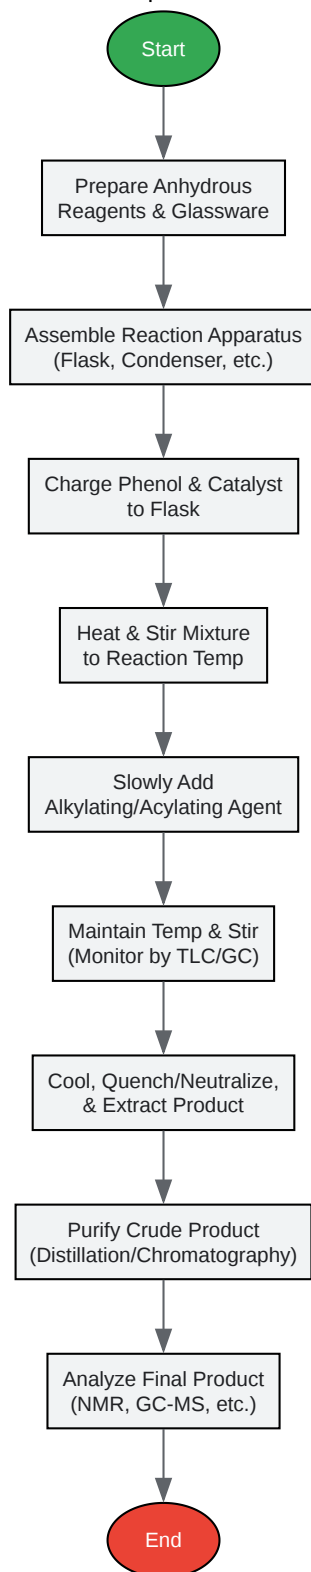 Start
Prepare Anhydrous
Reagents & Glassware
Assemble Reaction Apparatus
(Flask, Condenser, etc.)
Charge Phenol & Catalyst
to Flask
Heat & Stir Mixture
to Reaction Temp
Slowly Add
Alkylating/Acylating Agent
Maintain Temp & Stir
(Monitor by TLC/GC)
Cool, Quench/Neutralize,
& Extract Product
Purify Crude Product
(Distillation/Chromatography)
Analyze Final Product
(NMR, GC-MS, etc.)
End